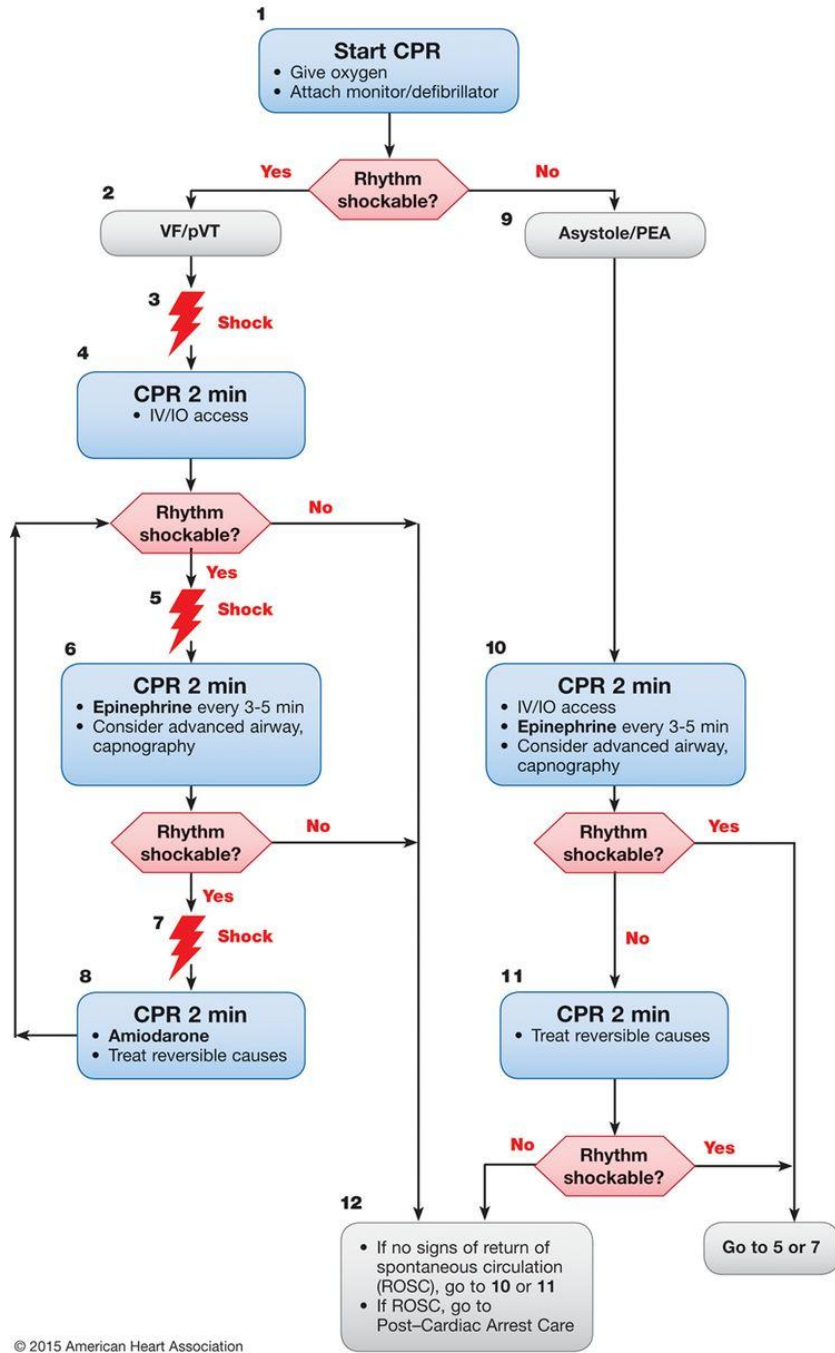 1
Start CPR
• Give oxygen
• Attach monitor/defibrillator
Yes
Rhythm
shockable?
No
2
VF/pVT
9
Asystole/PEA
3
Shock
4
CPR 2 min
• IV/IO access
Rhythm
shockable?
No
Yes
5
Shock
6
CPR 2 min
• Epinephrine every 3-5 min
• Consider advanced airway,
capnography
Rhythm
shockable?
No
Yes
7
Shock
8
CPR 2 min
• Amiodarone
• Treat reversible causes
10
CPR 2 min
• IV/IO access
• Epinephrine every 3-5 min
• Consider advanced airway,
capnography
Rhythm
shockable?
Yes
No
11
CPR 2 min
• Treat reversible causes
No
Rhythm
shockable?
Yes
12
• If no signs of return of
spontaneous circulation
(ROSC), go to 10 or 11
• If ROSC, go to
Post–Cardiac Arrest Care
Go to 5 or 7
© 2015 American Heart Association